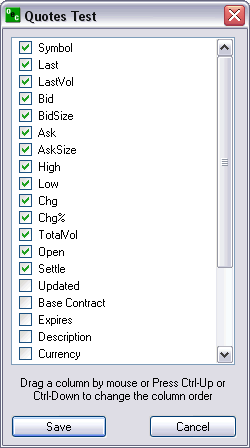 Quotes Test
Symbol
Last
LastVol
Bid
BidSize
Ask
AskSize
High
Low
Chg
Chg%
TotalVol
Open
Settle
Updated
Base Contract
Expires
Description
Currency
Drag a column by mouse or Press Ctrl-Up or
Ctrl-Down to change the column order
Save Cancel